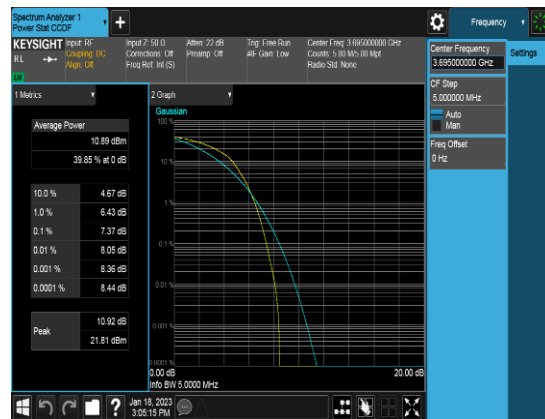 Spectrum Analyzer 1
Power Stat CCDF
Frequency
KEYSIGHT
Input: RF
Coupling: DC
Align: Off
Input Z: 50 Ω
Corrections: Off
Freq Ref: Int (S)
Atten: 22 dB
Preamp: Off
Trig: Free Run
#IF Gain: Low
Center Freq: 3.695000000 GHz
Counts: 5.00 M/5.00 Mpt
Radio Std: None
Center Frequency
3.695000000 GHz
Settings
CF Step
5.000000 MHz
Auto
Man
Freq Offset
0 Hz
1 Metrics
2 Graph
Average Power
10.89 dBm
39.85 % at 0 dB
10.0 % 4.67 dB
1.0 % 6.43 dB
0.1 % 7.37 dB
0.01 % 8.05 dB
0.001 % 8.36 dB
0.0001 % 8.44 dB
Peak
10.92 dB
21.81 dBm
Gaussian
100 %
10 %
1 %
0.1 %
0.01 %
0.001 %
0.0001 %
0.00 dB
20.00 dB
Info BW 5.0000 MHz
?
Jan 18, 2023
3:05:15 PM